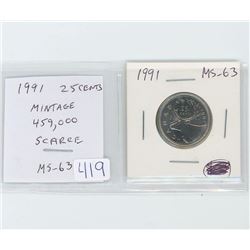 1991 25 CENTS
MINTAGE
459,000
SCARCE
MS-63
419
1991 MS-63